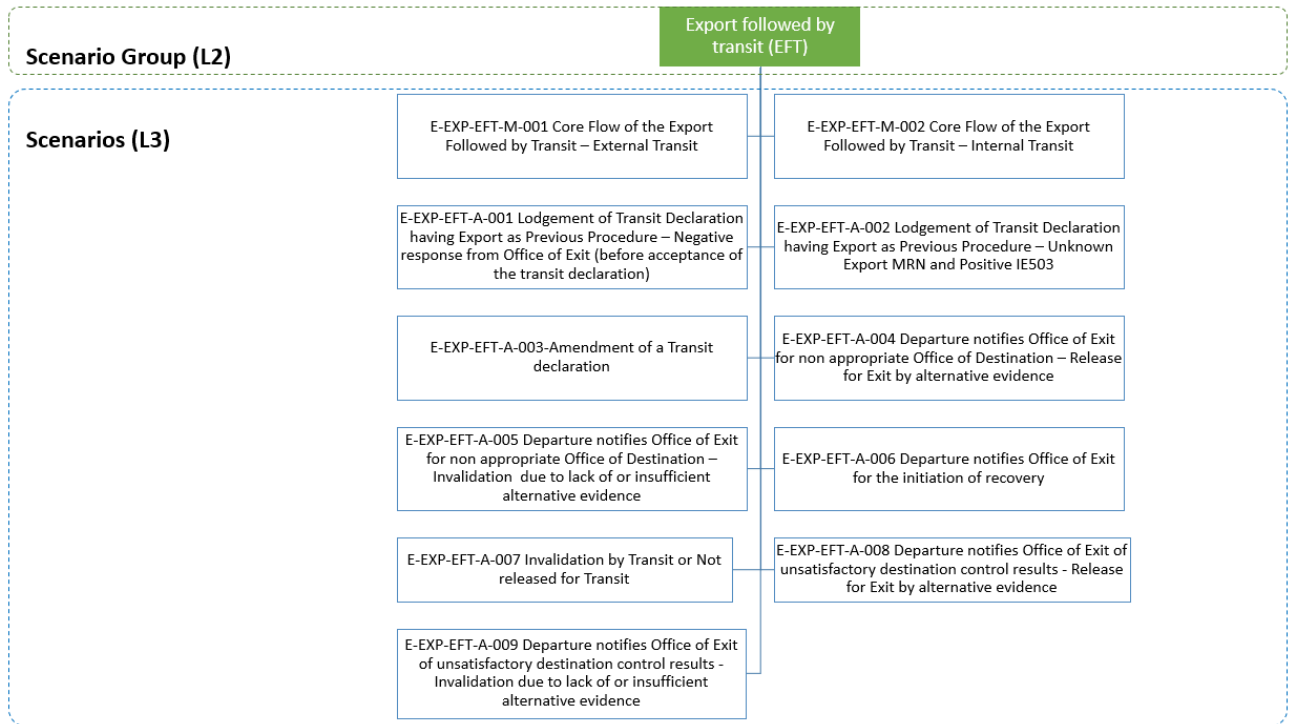 Export followed by
transit (EFT)
Scenario Group (L2)
Scenarios (L3)
E-EXP-EFT-M-001 Core Flow of the Export
Followed by Transit – External Transit
E-EXP-EFT-M-002 Core Flow of the Export
Followed by Transit – Internal Transit
E-EXP-EFT-A-001 Lodgement of Transit Declaration
having Export as Previous Procedure – Negative
response from Office of Exit (before acceptance of
the transit declaration)
E-EXP-EFT-A-002 Lodgement of Transit Declaration
having Export as Previous Procedure – Unknown
Export MRN and Positive IE503
E-EXP-EFT-A-003-Amendment of a Transit
declaration
E-EXP-EFT-A-004 Departure notifies Office of Exit
for non appropriate Office of Destination – Release
for Exit by alternative evidence
E-EXP-EFT-A-005 Departure notifies Office of Exit
for non appropriate Office of Destination –
Invalidation due to lack of or insufficient
alternative evidence
E-EXP-EFT-A-006 Departure notifies Office of Exit
for the initiation of recovery
E-EXP-EFT-A-007 Invalidation by Transit or Not
released for Transit
E-EXP-EFT-A-008 Departure notifies Office of Exit of
unsatisfactory destination control results - Release
for Exit by alternative evidence
E-EXP-EFT-A-009 Departure notifies Office of Exit
of unsatisfactory destination control results -
Invalidation due to lack of or insufficient
alternative evidence